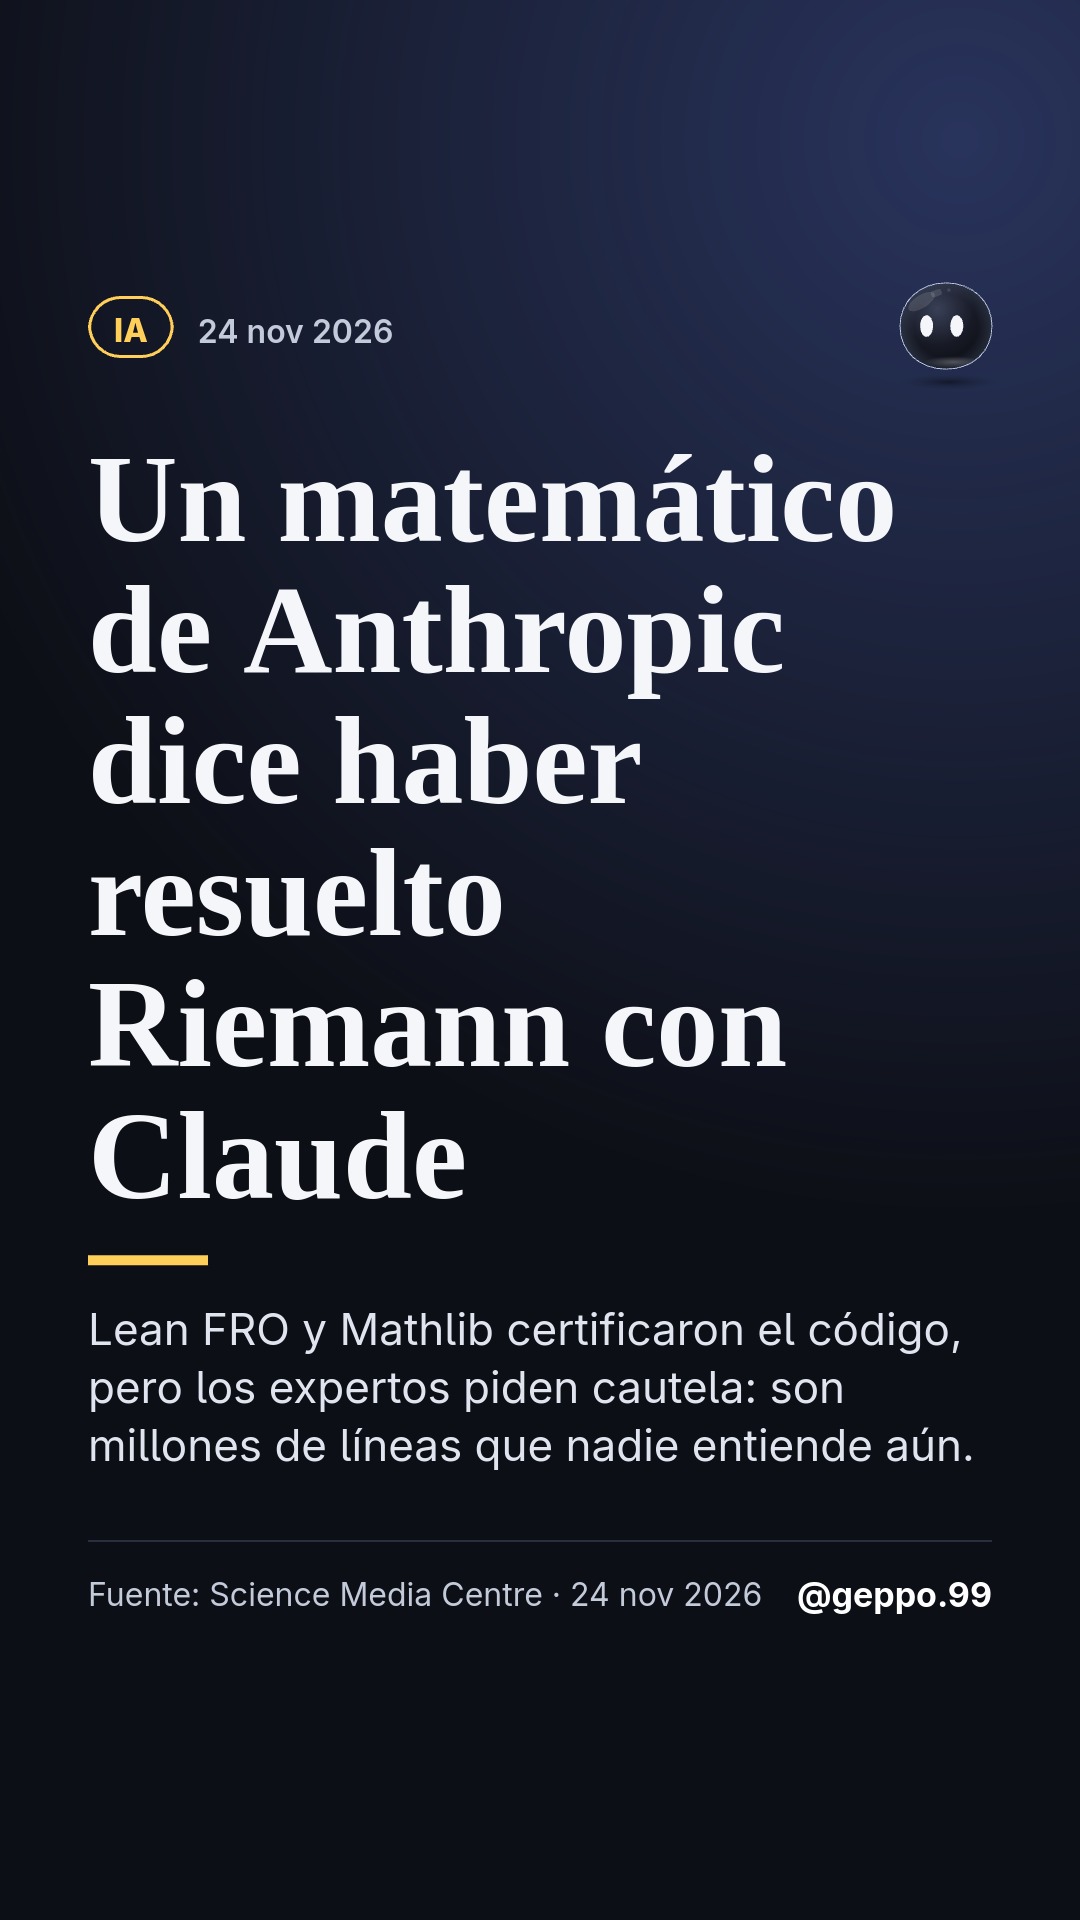 IA
24 nov 2026
Un matemático
de Anthropic
dice haber
resuelto
Riemann con
Claude
Lean FRO y Mathlib certificaron el código,
pero los expertos piden cautela: son
millones de líneas que nadie entiende aún.
Fuente: Science Media Centre · 24 nov 2026
@geppo.99